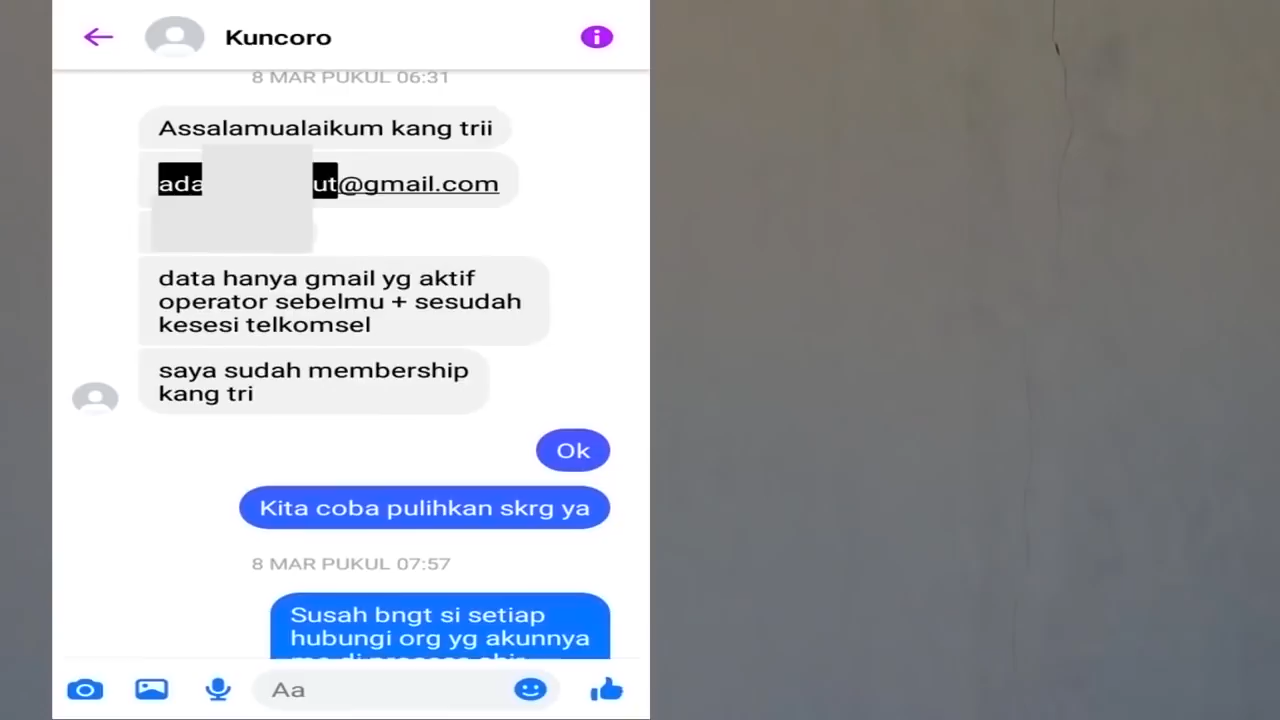 Kuncoro
8 MAR PUKUL 06:31
Assalamualaikum kang trii
ada ut@gmail.com
data hanya gmail yg aktif
operator sebelmu + sesudah
kesesi telkomsel
saya sudah membership
kang tri
Ok
Kita coba pulihkan skrg ya
8 MAR PUKUL 07:57
Susah bngt si setiap
hubungi org yg akunnya
Aa